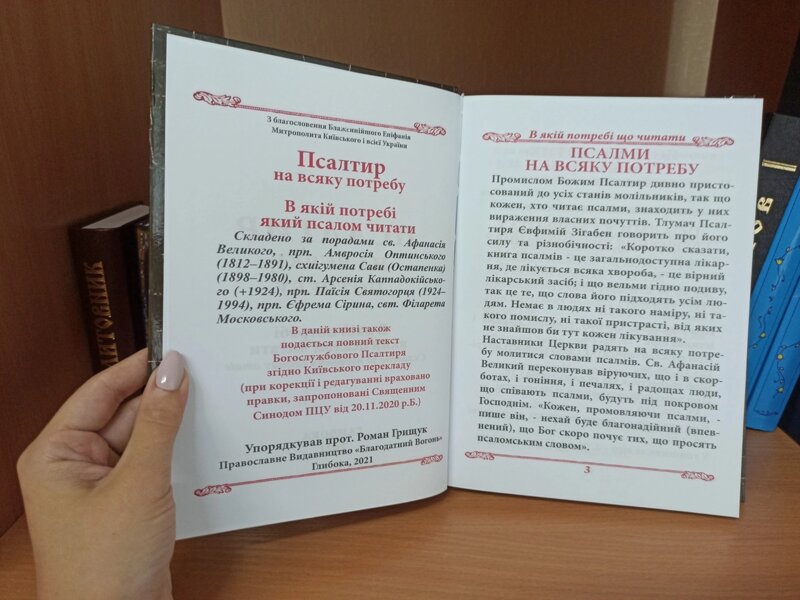 З благословення Блаженнійшого Епіфанія
Митрополита Київського і всієї України
Псалтир
на всяку потребу
В якій потребі
який псалом читати
Складено за порадами св. Афанасія
Великого, прп. Амвросія Оптинського
(1812–1891), схиігумена Сави (Остапенка)
(1898–1980), ст. Арсенія Каппадокійсько-
го (+1924), прп. Паїсія Святогорця (1924–
1994), прп. Єфрема Сирина, свт. Філарета
Московського.
В даній книзі також
подається повний текст
Богослужбового Псалтиря
згідно Київського перекладу
(при корекції і редагуванні враховано
правки, запропоновані Священним
Синодом ПЦУ від 20.11.2020 р.Б.)
Упорядкував прот. Роман Грищук
Православне Видавництво «Благодатний Вогонь»
Глибока, 2021
В якій потребі що читати
ПСАЛМИ
НА ВСЯКУ ПОТРЕБУ
Промислом Божим Псалтир дивно присто-
сований до усіх станів молільників, так що
кожен, хто читає псалми, знаходить у них
вираження власних почуттів. Тлумач Псал-
тиря Євфимій Зігабен говорить про його
силу та різнобічності: «Коротко сказати,
книга псалмів - це загальнодоступна лікар-
ня, де лікується всяка хвороба, - це вірний
лікарський засіб; і що вельми гідно подиву,
так це те, що слова його підходять усім лю-
дям. Немає в людях ні такого наміру, ні та-
кого помислу, ні такої пристрасті, від яких
не знайшов би тут кожен лікування».
Наставники Церкви радять на всяку потре-
бу молитися словами псалмів. Св. Афанасій
Великий переконував віруючих, що і в скор-
ботах, і гоніння, і печалях, і радощах люди,
що співають псалми, будуть під покровом
Господнім. «Кожен, промовляючи псалми, -
пише він, - нехай буде благонадійний (впев-
нений), що Бог скоро почує тих, що просять
псаломським словом».
3
ИТОВНИК